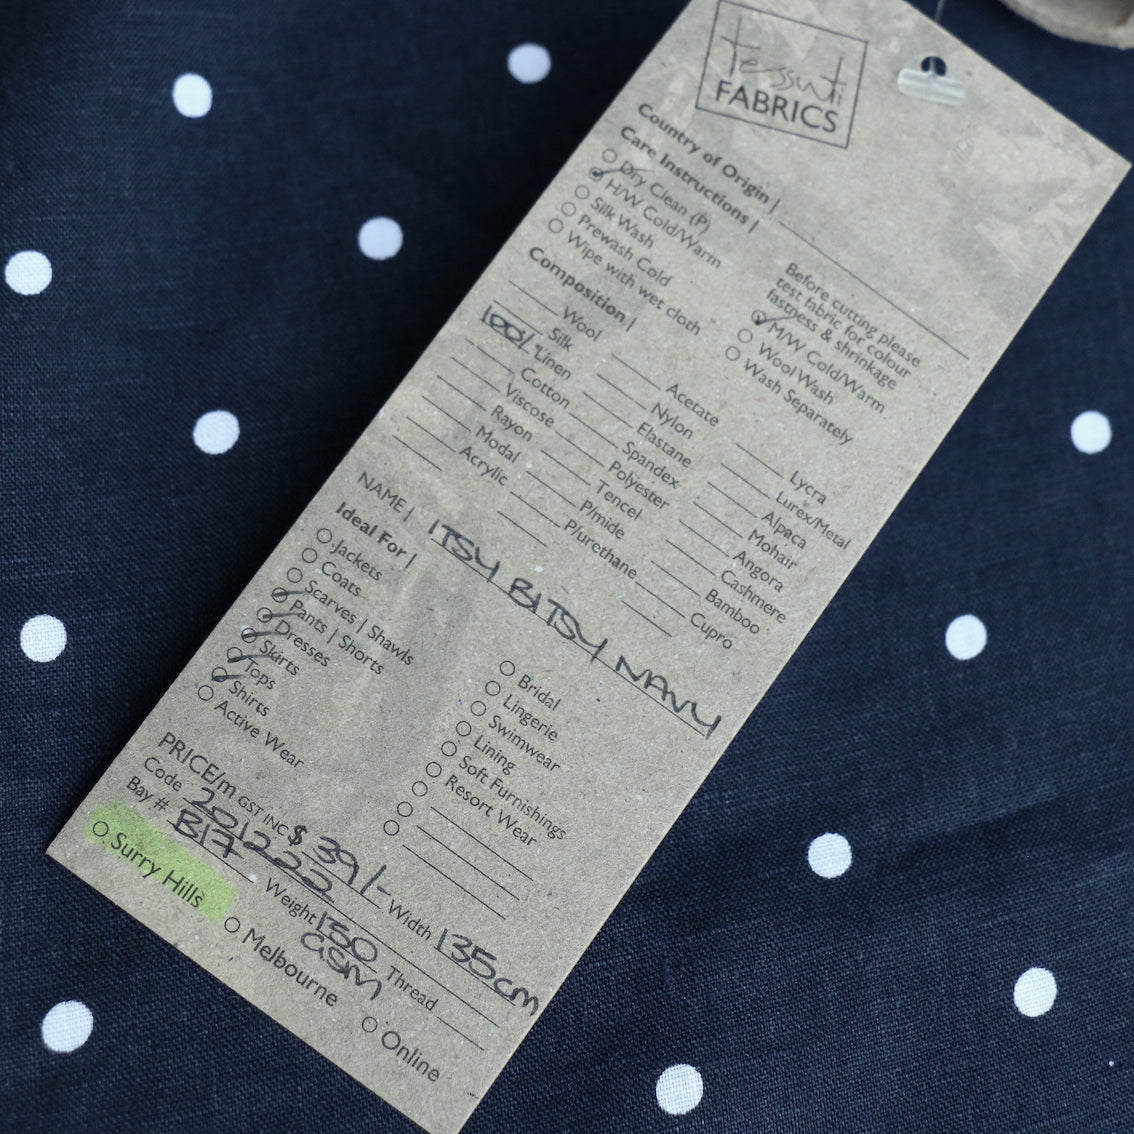 tessuti
FABRICS
Country of Origin |
Care Instructions |
Dry Clean (P)
H/W Cold/Warm
Silk Wash
Prewash Cold
Wipe with wet cloth
Before cutting please
test fabric for colour
fastness & shrinkage
M/W Cold/Warm
Wool Wash
Wash Separately
Composition |
Wool
Silk
100% Linen
Cotton
Viscose
Rayon
Modal
Acrylic
Acetate
Nylon
Elastane
Spandex
Polyester
Tencel
P/mide
P/urethane
Lycra
Lurex/Metal
Alpaca
Mohair
Angora
Cashmere
Bamboo
Cupro
NAME | ITSY BITSY NAVY
Ideal For |
Jackets
Coats
Scarves | Shawls
Pants | Shorts
Dresses
Skirts
Tops
Shirts
Active Wear
Bridal
Lingerie
Swimwear
Lining
Soft Furnishings
Resort Wear
PRICE/m GST INC $ 39/- Width 135cm
Code 201222 Weight 150 GSM Thread
Bay # B17
Surry Hills Melbourne Online